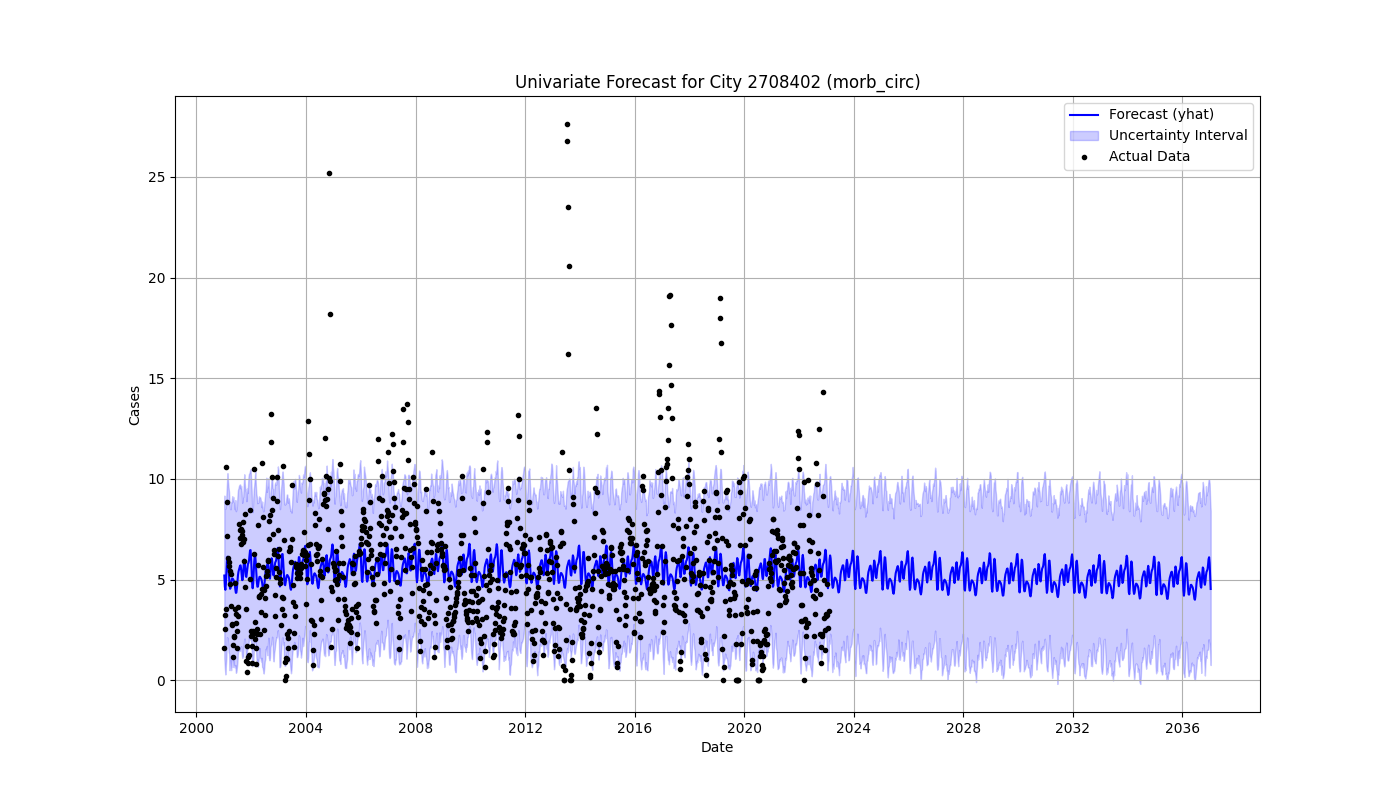 Univariate Forecast for City 2708402 (morb_circ)
Forecast (yhat)
Uncertainty Interval
Actual Data
Cases
25
20
15
10
5
0
2000 2004 2008 2012 2016 2020 2024 2028 2032 2036
Date